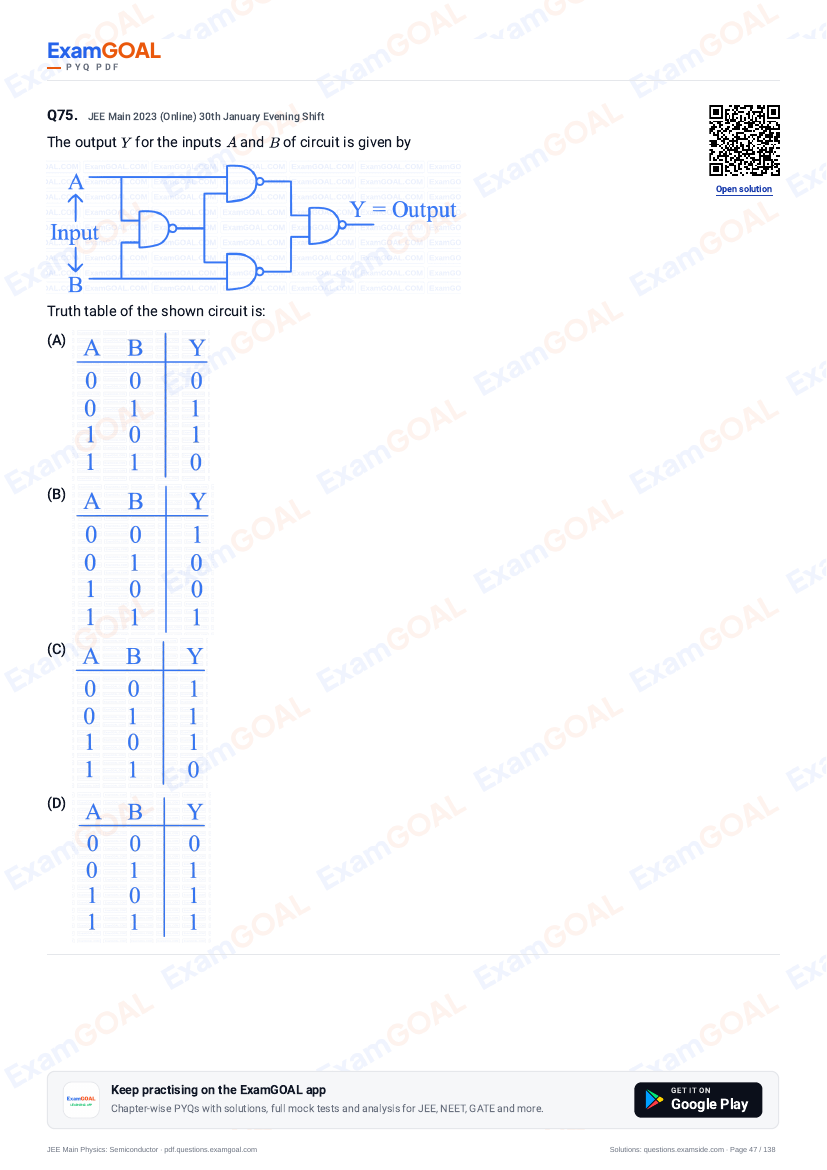 ExamGOAL
PYQ PDF
Q75. JEE Main 2023 (Online) 30th January Evening Shift
The output Y for the inputs A and B of circuit is given by
Open solution
A
Input
B
Y = Output
Truth table of the shown circuit is:
(A)
A B Y
0 0 0
0 1 1
1 0 1
1 1 0
(B)
A B Y
0 0 1
0 1 0
1 0 0
1 1 1
(C)
A B Y
0 0 1
0 1 1
1 0 1
1 1 0
(D)
A B Y
0 0 0
0 1 1
1 0 1
1 1 1
Keep practising on the ExamGOAL app
Chapter-wise PYQs with solutions, full mock tests and analysis for JEE, NEET, GATE and more.
GET IT ON
Google Play
JEE Main Physics: Semiconductor · pdf.questions.examgoal.com
Solutions: questions.examside.com · Page 47 / 138